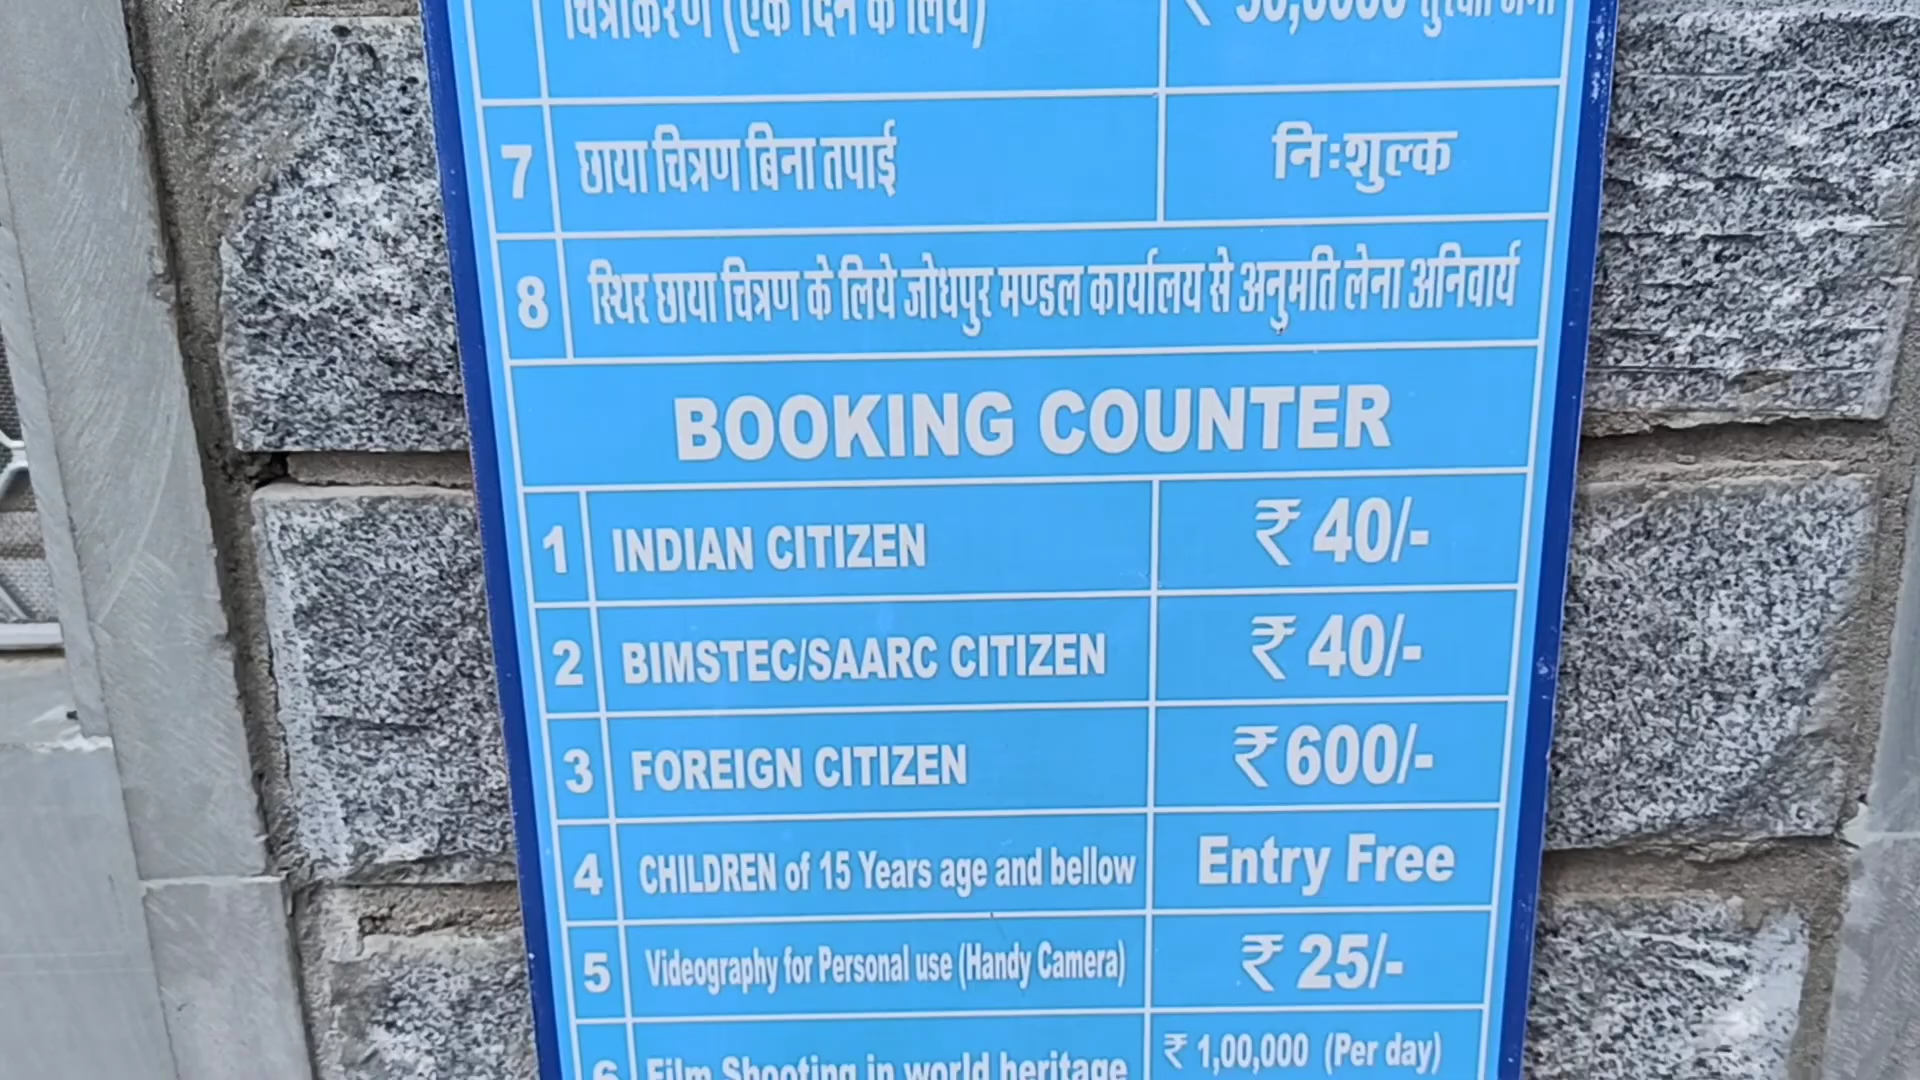 चित्रीकरण (एक दिन के लिये)
7 छाया चित्रण बिना तपाई निःशुल्क
8 स्थिर छाया चित्रण के लिये जोधपुर मण्डल कार्यालय से अनुमति लेना अनिवार्य
BOOKING COUNTER
1 INDIAN CITIZEN ₹ 40/-
2 BIMSTEC/SAARC CITIZEN ₹ 40/-
3 FOREIGN CITIZEN ₹ 600/-
4 CHILDREN of 15 Years age and bellow Entry Free
5 Videography for Personal use (Handy Camera) ₹ 25/-
6 Film Shooting in world heritage ₹ 1,00,000 (Per day)